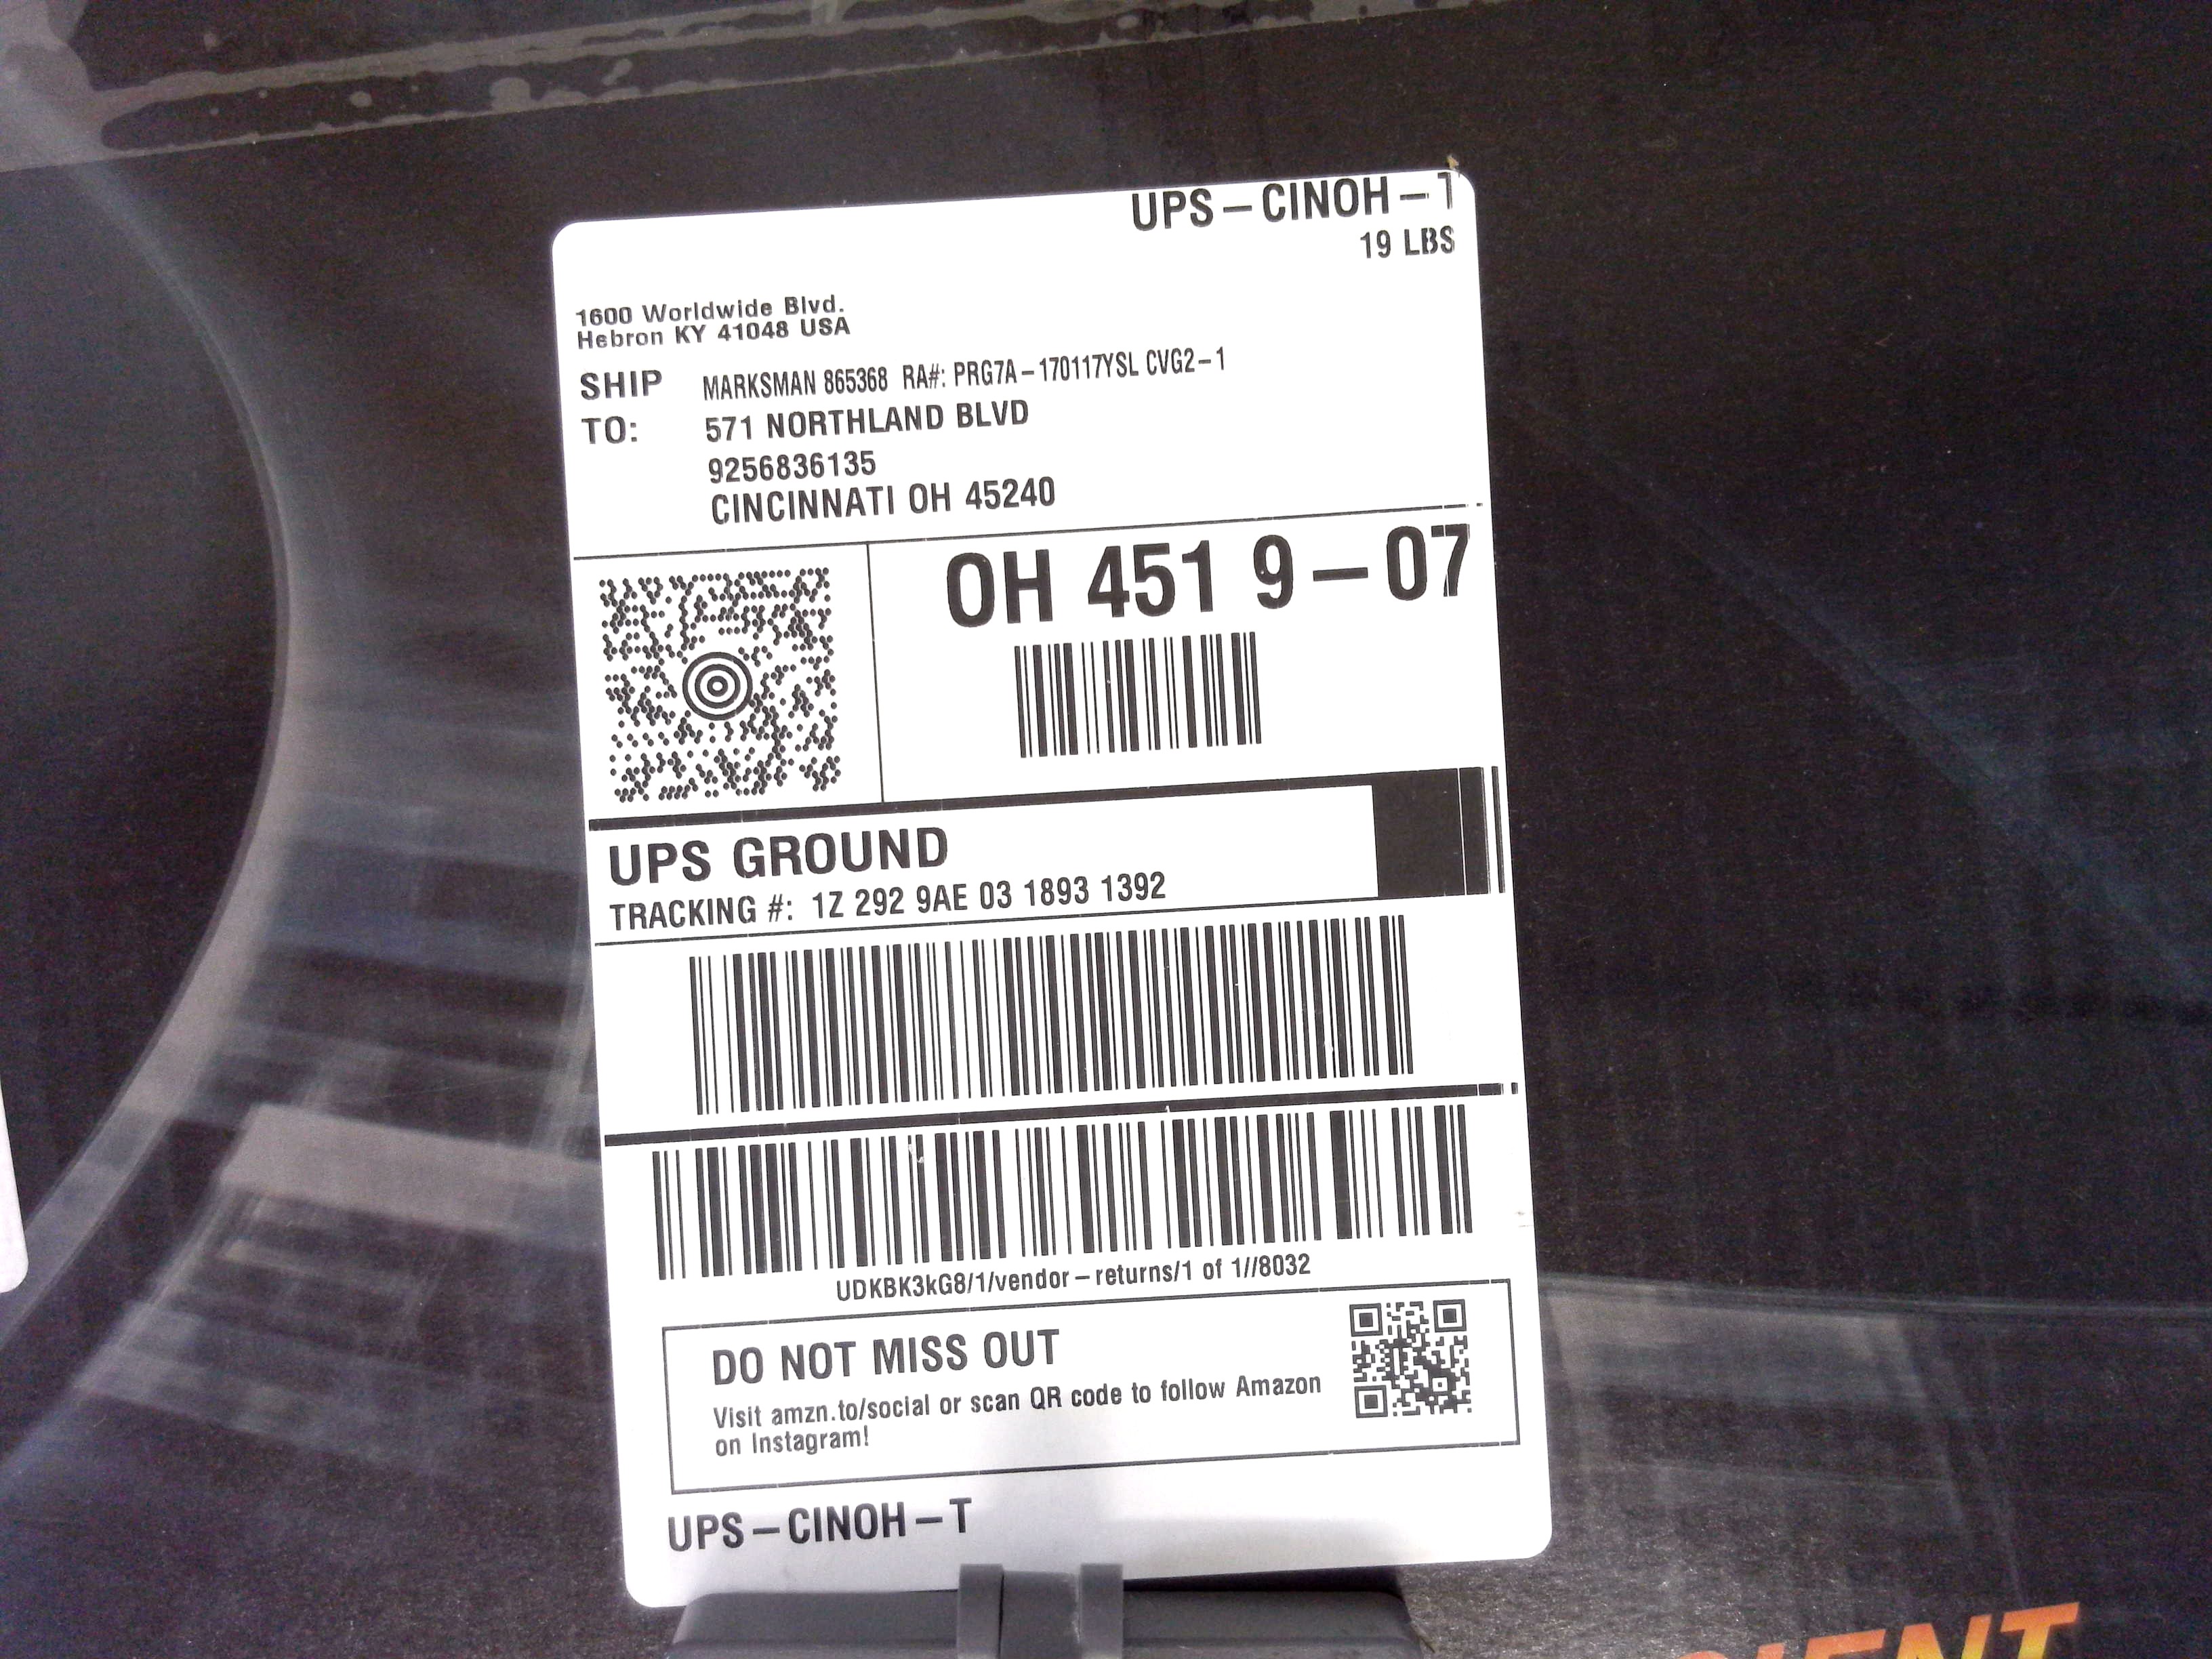 UPS – CINOH – T
19 LBS
1600 Worldwide Blvd.
Hebron KY 41048 USA
SHIP TO:
MARKSMAN 865368 RA#: PRG7A – 170117YSL CVG2 – 1
571 NORTHLAND BLVD
9256836135
CINCINNATI OH 45240
OH 451 9 – 07
UPS GROUND
TRACKING #: 1Z 292 9AE 03 1893 1392
UDKBK3kG8/1/vendor – returns/1 of 1//8032
DO NOT MISS OUT
Visit amzn.to/social or scan QR code to follow Amazon
on Instagram!
UPS – CINOH – T